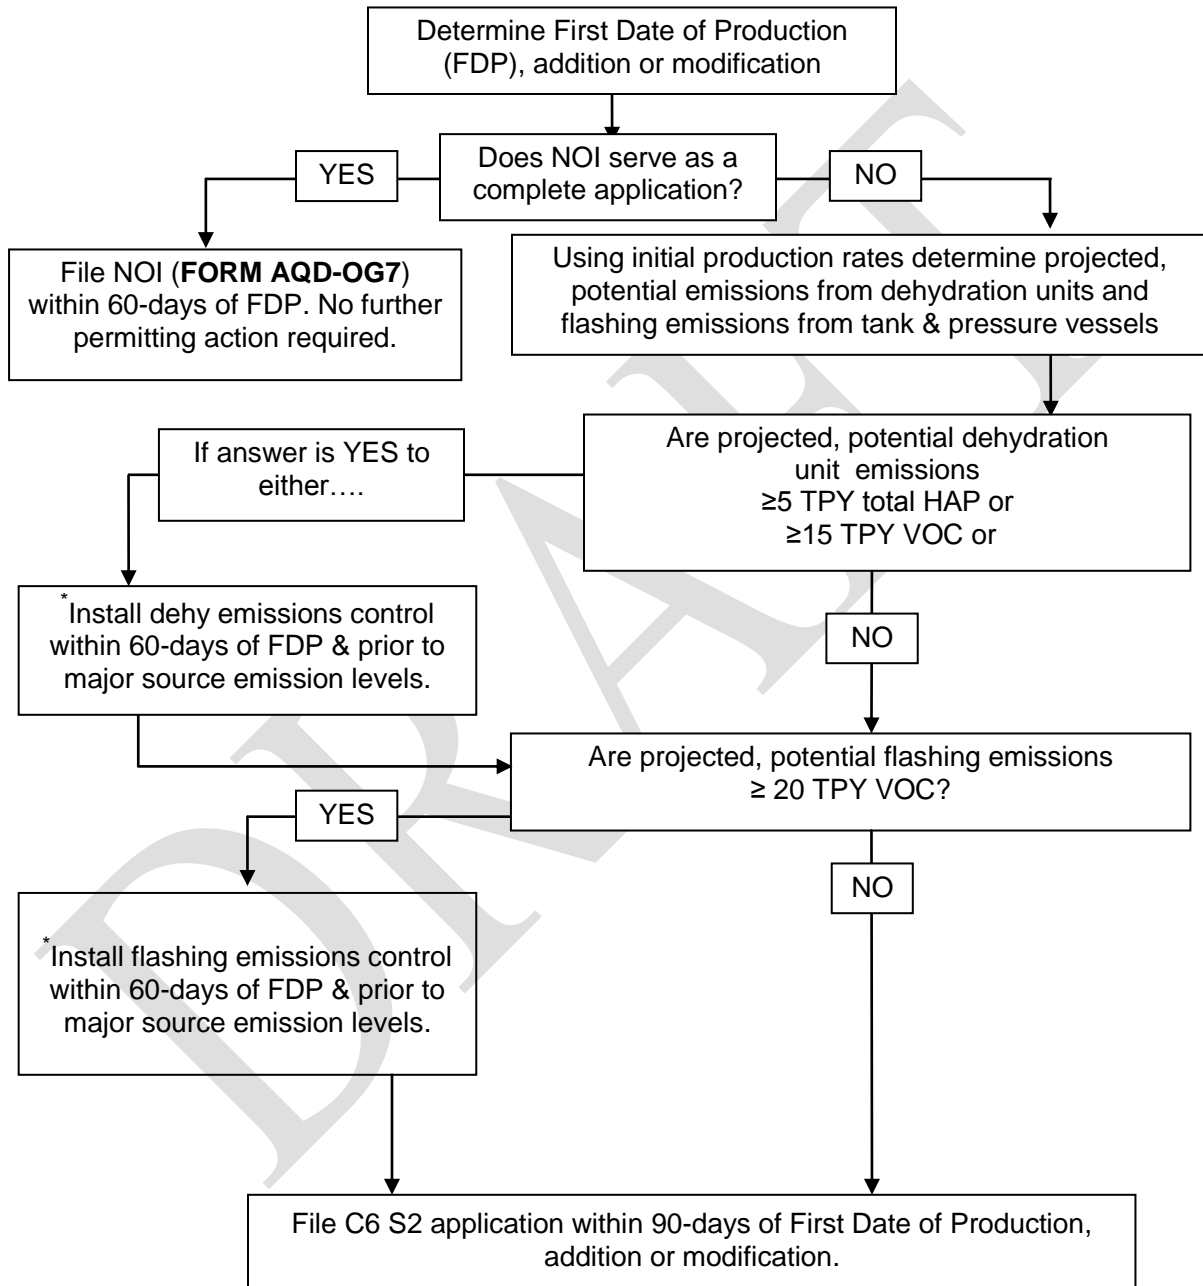 Determine First Date of Production
(FDP), addition or modification
Does NOI serve as a
complete application?
YES
NO
File NOI (FORM AQD-OG7)
within 60-days of FDP. No further
permitting action required.
Using initial production rates determine projected,
potential emissions from dehydration units and
flashing emissions from tank & pressure vessels
If answer is YES to
either….
Are projected, potential dehydration
unit  emissions
≥5 TPY total HAP or
≥15 TPY VOC or
*Install dehy emissions control
within 60-days of FDP & prior to
major source emission levels.
NO
Are projected, potential flashing emissions
≥ 20 TPY VOC?
YES
NO
*Install flashing emissions control
within 60-days of FDP & prior to
major source emission levels.
File C6 S2 application within 90-days of First Date of Production,
addition or modification.
DRAFT